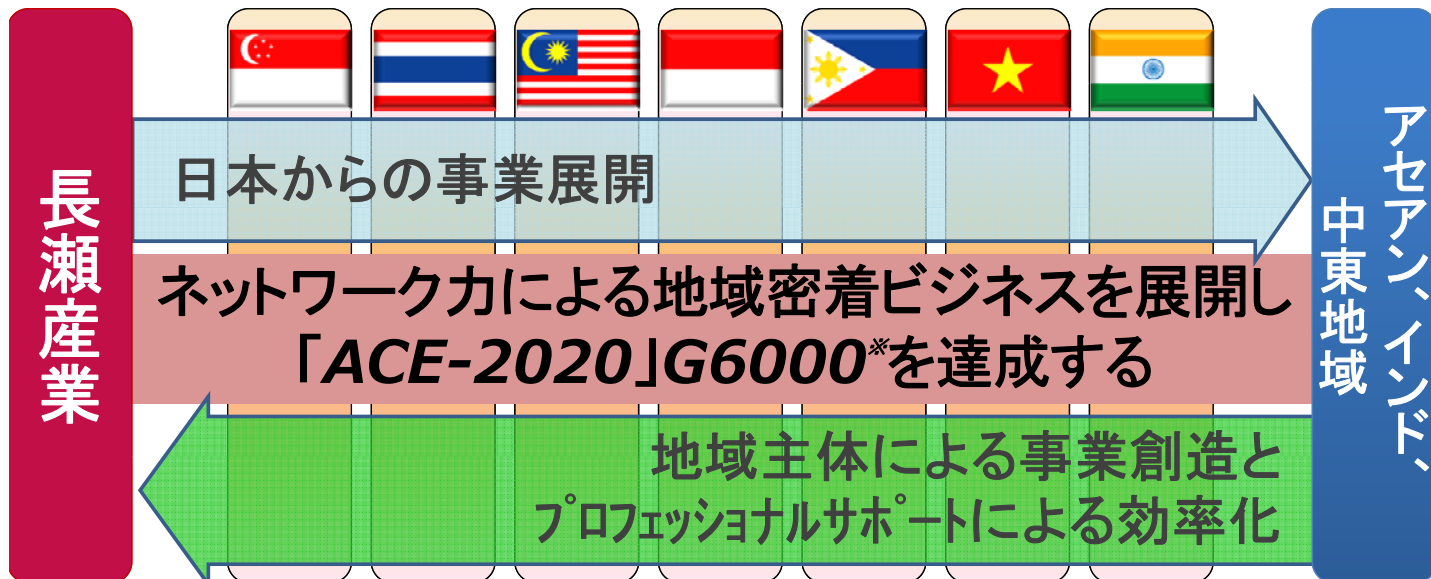 長瀬産業
日本からの事業展開
ネットワーク力による地域密着ビジネスを展開し
「ACE-2020」G6000※を達成する
地域主体による事業創造と
プロフェッショナルサポートによる効率化
アセアン、インド、
中東地域